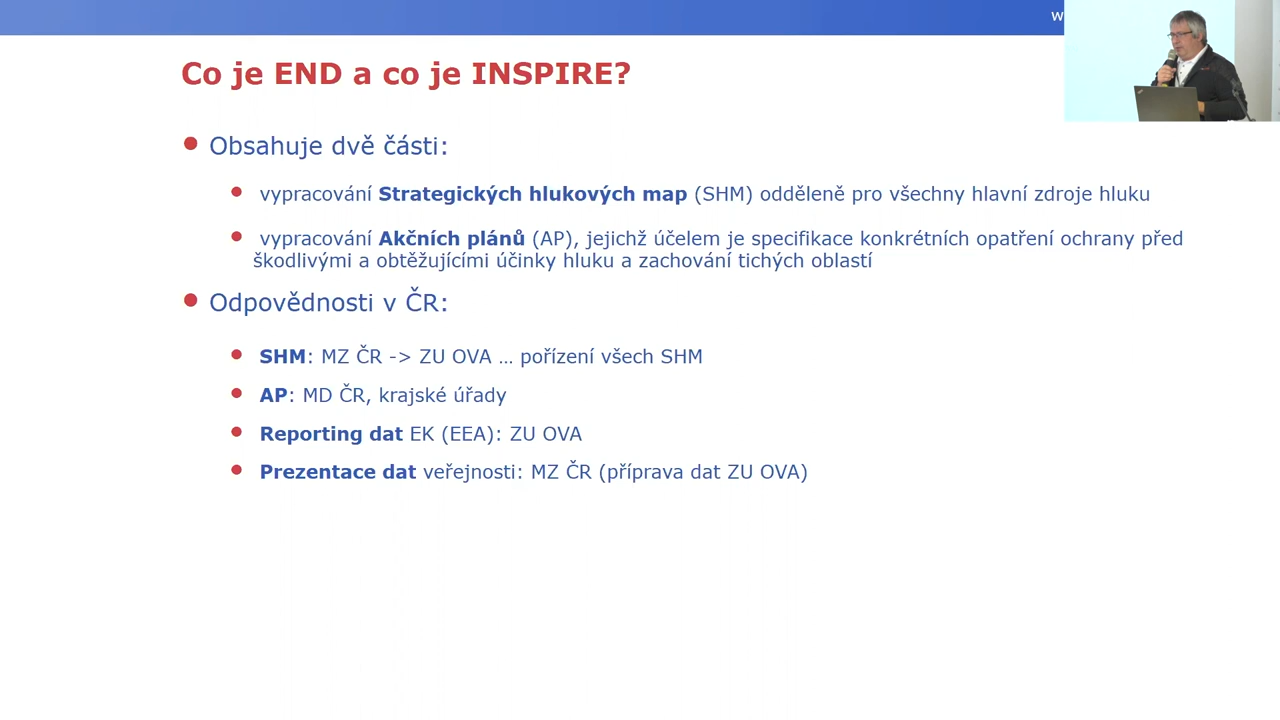 Co je END a co je INSPIRE?
Obsahuje dvě části:
vypracování Strategických hlukových map (SHM) odděleně pro všechny hlavní zdroje hluku
vypracování Akčních plánů (AP), jejichž účelem je specifikace konkrétních opatření ochrany před
škodlivými a obtěžujícími účinky hluku a zachování tichých oblastí
Odpovědnosti v ČR:
SHM: MZ ČR -> ZU OVA … pořízení všech SHM
AP: MD ČR, krajské úřady
Reporting dat EK (EEA): ZU OVA
Prezentace dat veřejnosti: MZ ČR (příprava dat ZU OVA)